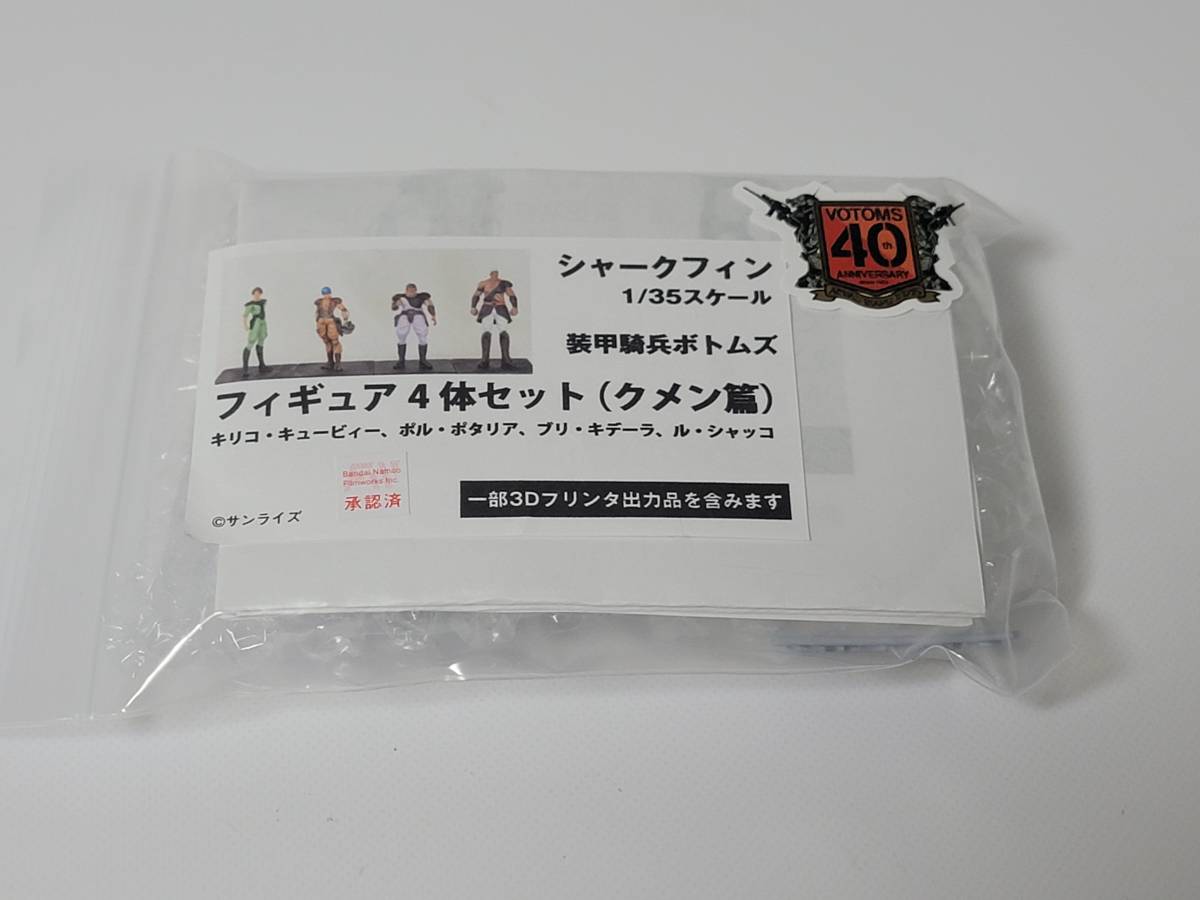 シャークフィン
1/35スケール
装甲騎兵ボトムズ
フィギュア4体セット（クメン篇）
キリコ・キュービィー、ポル・ポタリア、ブリ・キデーラ、ル・シャッコ
Bandai Namco
Filmworks Inc.
承認済
©サンライズ
一部3Dプリンタ出力品を含みます
VOTOMS
40th
ANNIVERSARY